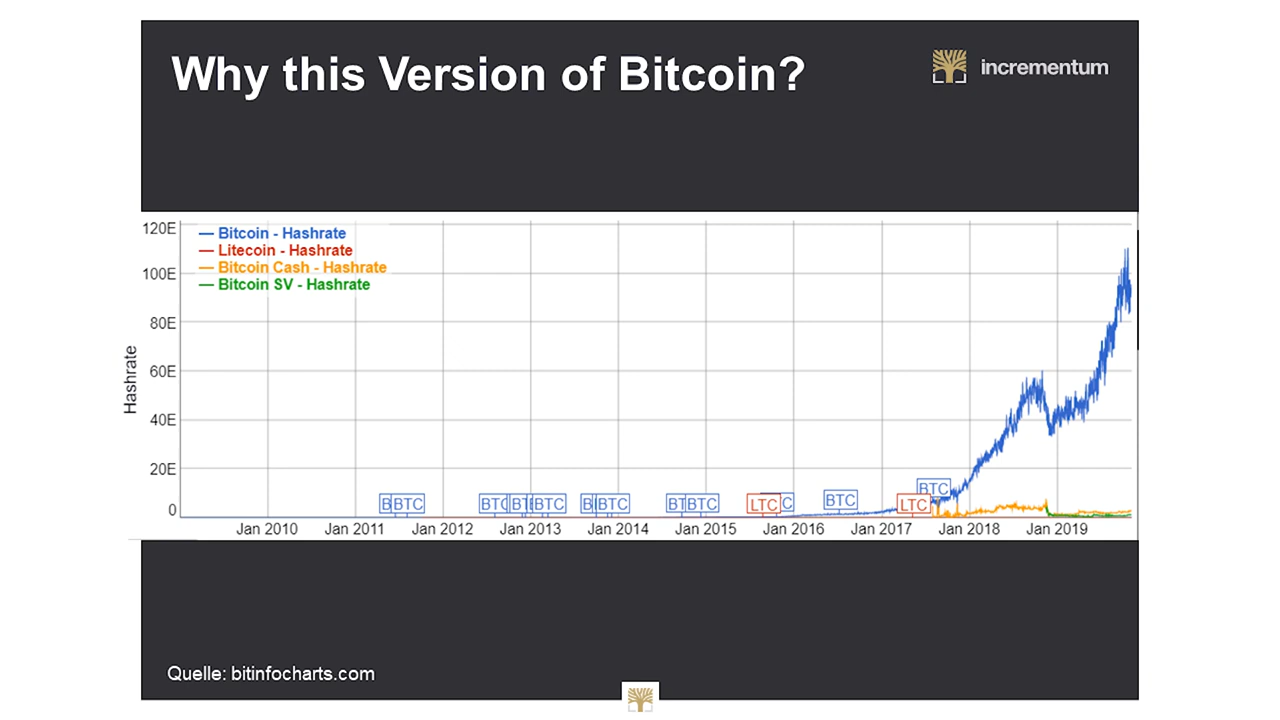 Why this Version of Bitcoin?
incrementum
120E
100E
80E
60E
40E
20E
0
Hashrate
Bitcoin - Hashrate
Litecoin - Hashrate
Bitcoin Cash - Hashrate
Bitcoin SV - Hashrate
BTC BTC BTC BTC BTC LTC C BTC LTC BTC
Jan 2010 Jan 2011 Jan 2012 Jan 2013 Jan 2014 Jan 2015 Jan 2016 Jan 2017 Jan 2018 Jan 2019
Quelle: bitinfocharts.com